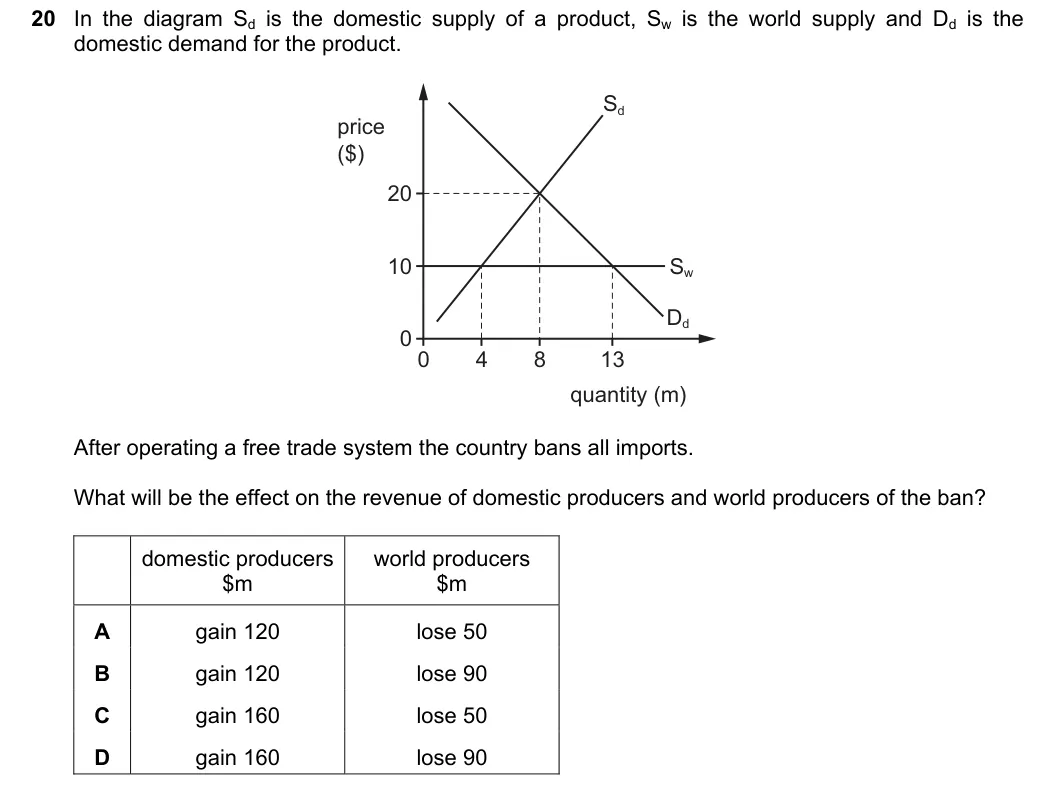 20 In the diagram Sd is the domestic supply of a product, Sw is the world supply and Dd is the
domestic demand for the product.
Sd
price
($)
20
10
Sw
Dd
0
0 4 8 13
quantity (m)
After operating a free trade system the country bans all imports.
What will be the effect on the revenue of domestic producers and world producers of the ban?
domestic producers world producers
$m $m
A gain 120 lose 50
B gain 120 lose 90
C gain 160 lose 50
D gain 160 lose 90